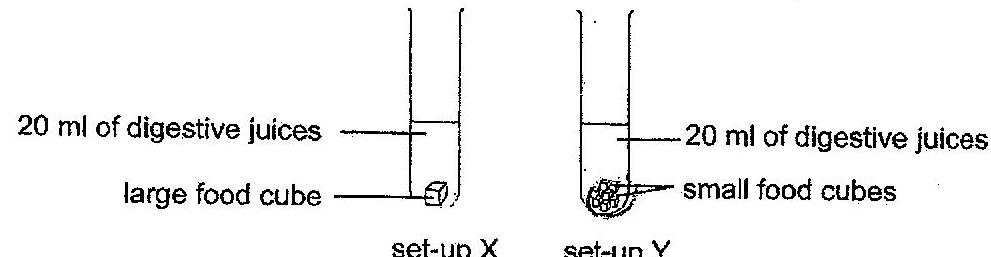 20 ml of digestive juices
20 ml of digestive juices
large food cube
small food cubes
set-up X
set-up Y